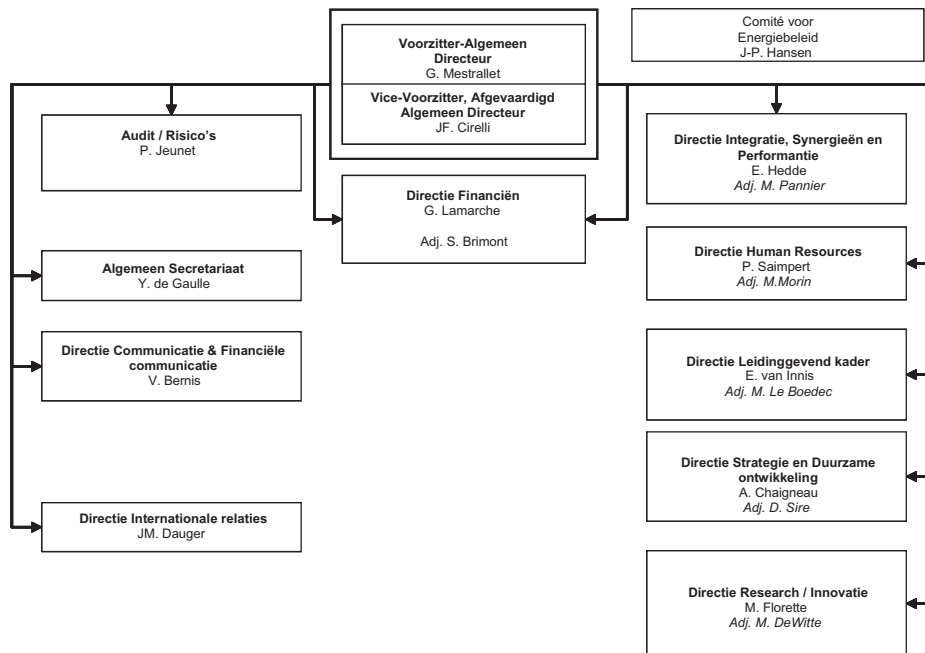 Comité voor
Energiebeleid
J-P. Hansen
Voorzitter-Algemeen
Directeur
G. Mestrallet
Vice-Voorzitter, Afgevaardigd
Algemeen Directeur
JF. Cirelli
Audit / Risico's
P. Jeunet
Directie Financiën
G. Lamarche
Adj. S. Brimont
Directie Integratie, Synergieën en
Performantie
E. Hedde
Adj. M. Pannier
Algemeen Secretariaat
Y. de Gaulle
Directie Human Resources
P. Saimpert
Adj. M.Morin
Directie Communicatie & Financiële
communicatie
V. Bernis
Directie Leidinggevend kader
E. van Innis
Adj. M. Le Boedec
Directie Strategie en Duurzame
ontwikkeling
A. Chaigneau
Adj. D. Sire
Directie Internationale relaties
JM. Dauger
Directie Research / Innovatie
M. Florette
Adj. M. DeWitte